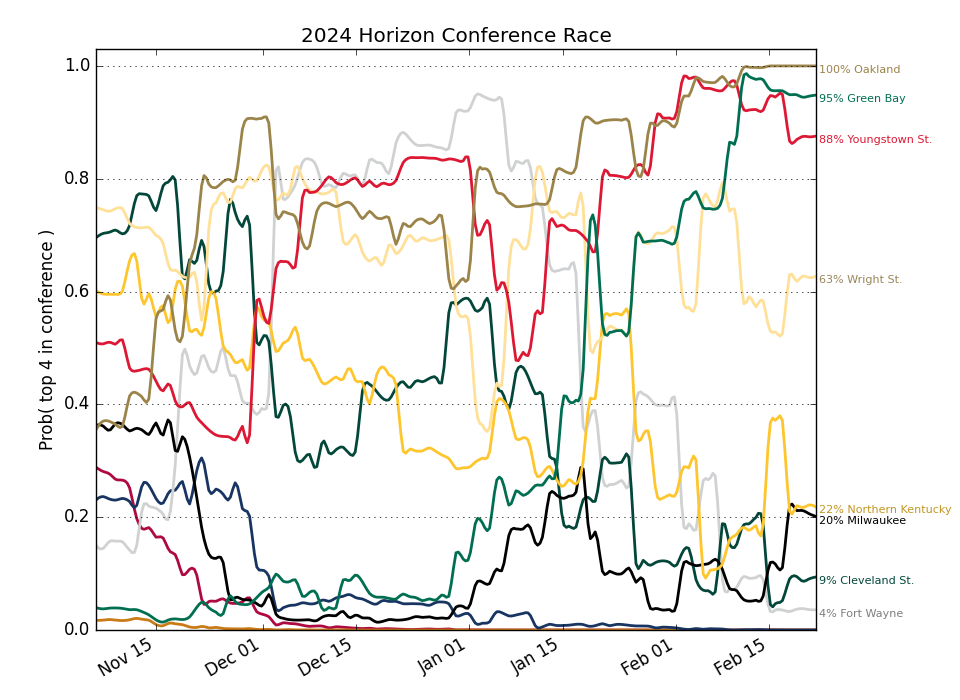 2024 Horizon Conference Race
Prob( top 4 in conference )
1.0
0.8
0.6
0.4
0.2
0.0
100% Oakland
95% Green Bay
88% Youngstown St.
63% Wright St.
22% Northern Kentucky
20% Milwaukee
9% Cleveland St.
4% Fort Wayne
Nov 15
Dec 01
Dec 15
Jan 01
Jan 15
Feb 01
Feb 15